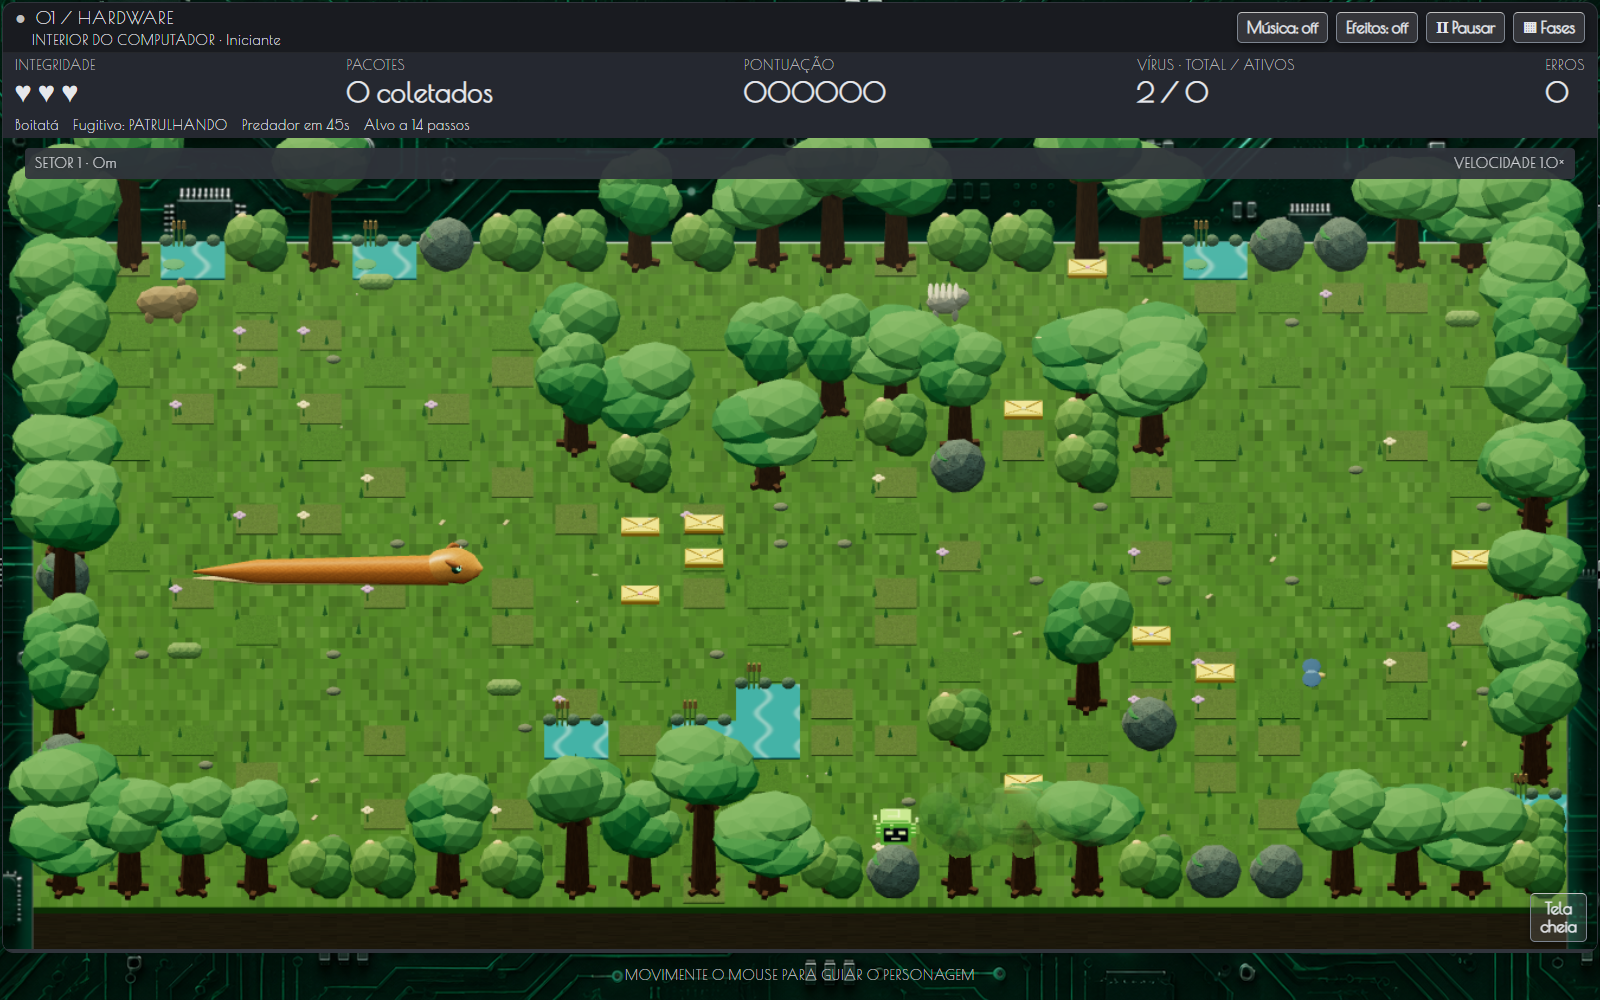 01 / HARDWARE
INTERIOR DO COMPUTADOR · Iniciante
Música: off
Efeitos: off
Pausar
Fases
INTEGRIDADE
PACOTES
PONTUAÇÃO
VÍRUS · TOTAL / ATIVOS
ERROS
0 coletados
000000
2 / 0
0
Boitatá
Fugitivo: PATRULHANDO
Predador em 45s
Alvo a 14 passos
SETOR 1 · 0m
VELOCIDADE 1.0×
Tela
cheia
MOVIMENTE O MOUSE PARA GUIAR O PERSONAGEM